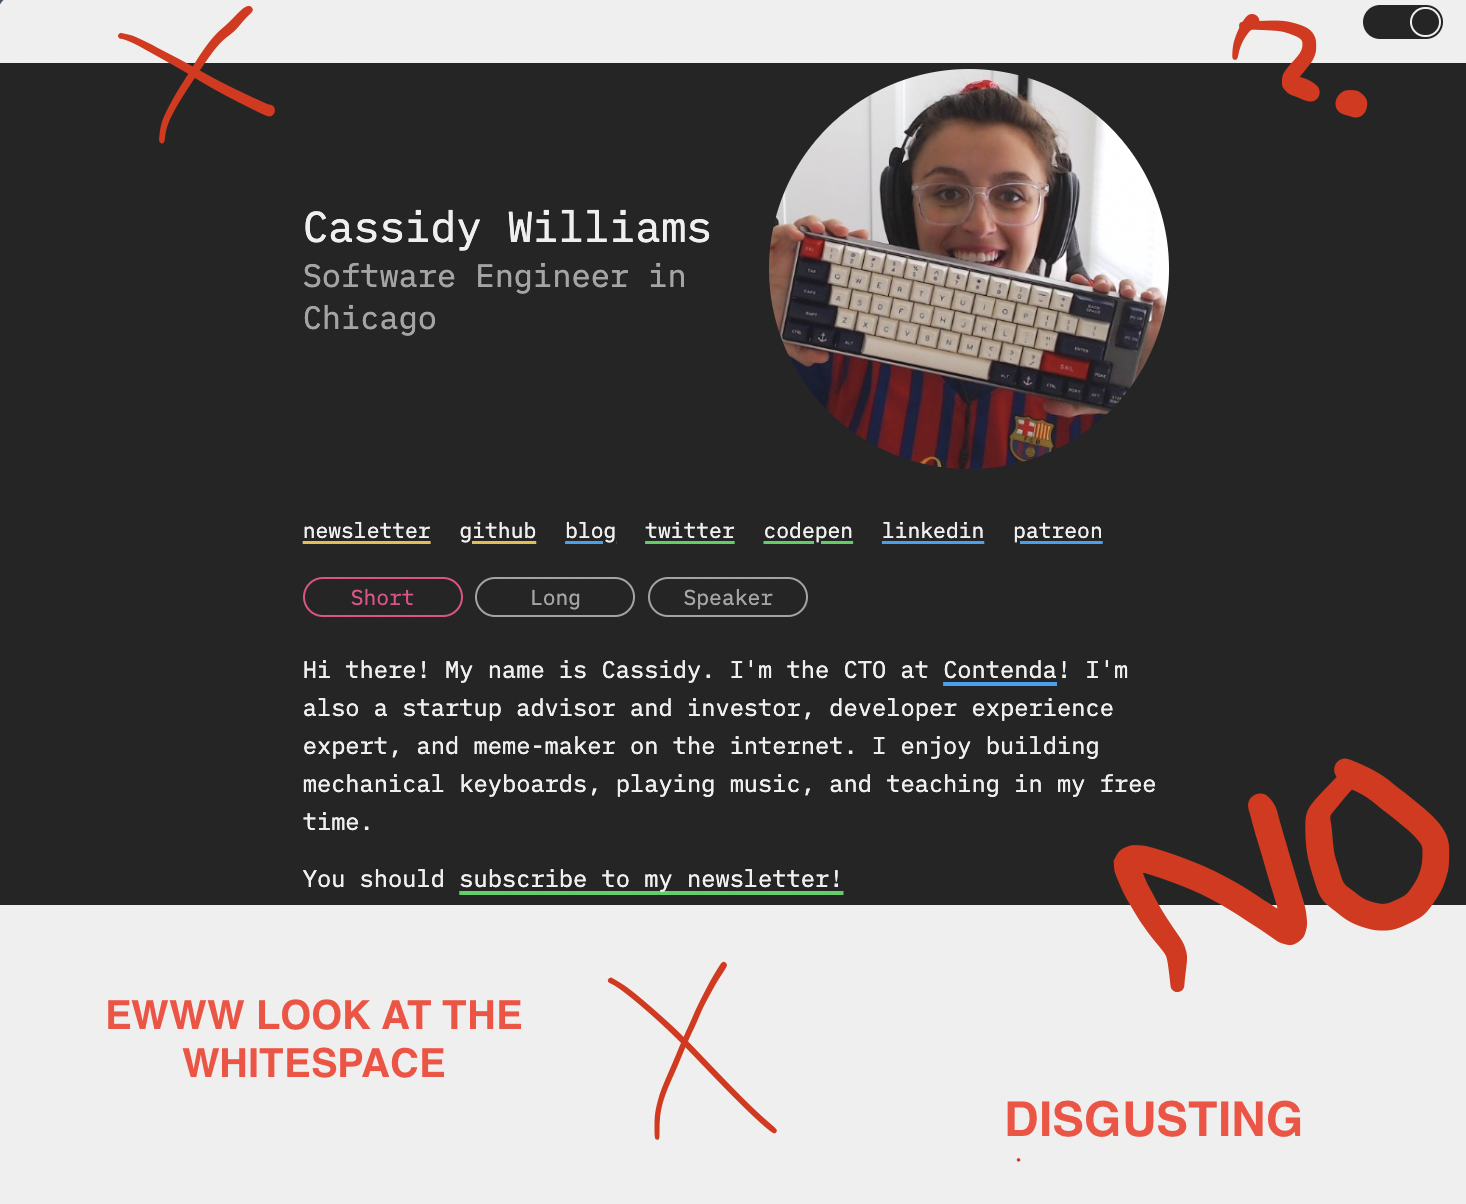 ?.
Cassidy Williams
Software Engineer in
Chicago
newsletter github blog twitter codepen linkedin patreon
Short Long Speaker
Hi there! My name is Cassidy. I'm the CTO at Contenda! I'm
also a startup advisor and investor, developer experience
expert, and meme-maker on the internet. I enjoy building
mechanical keyboards, playing music, and teaching in my free
time.
You should subscribe to my newsletter!
NO
EWWW LOOK AT THE
WHITESPACE
DISGUSTING